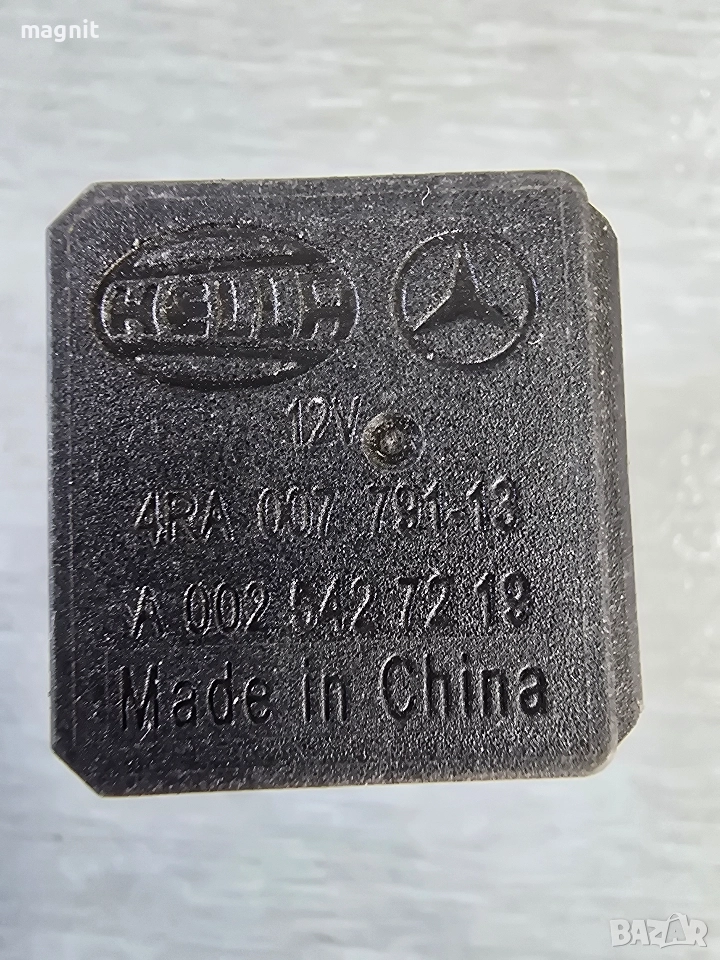 magnit
HELLA
12V
4RA 007 791-13
A 002 542 72 19
Made in China
BAZAR